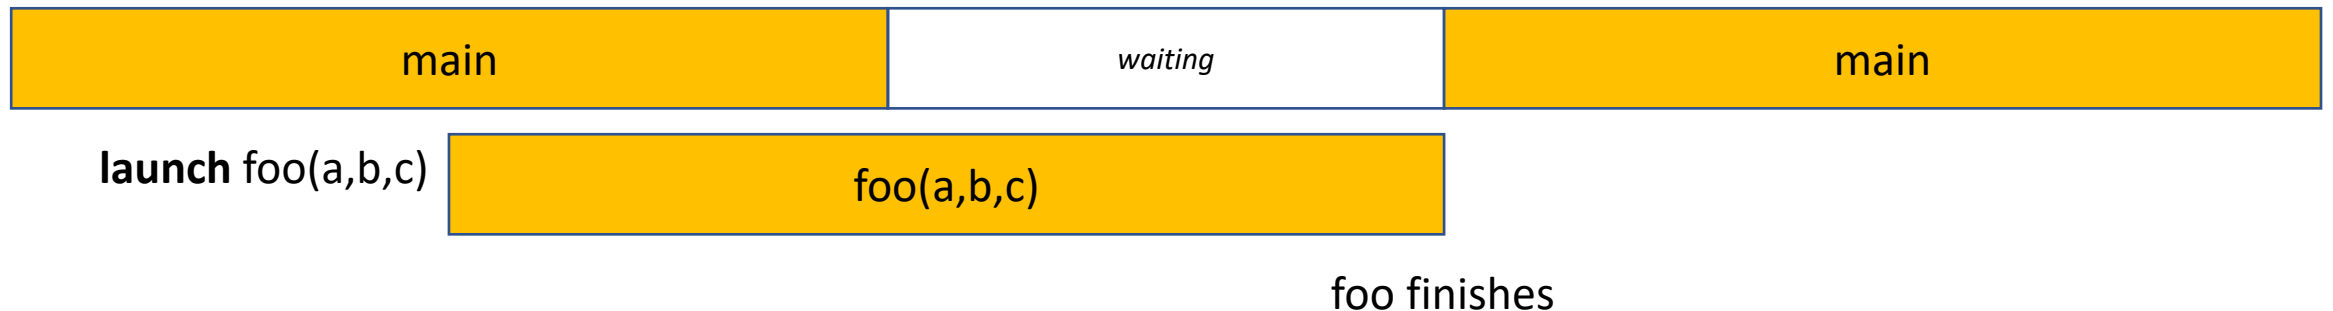 main
waiting
main
launch foo(a,b,c)
foo(a,b,c)
foo finishes